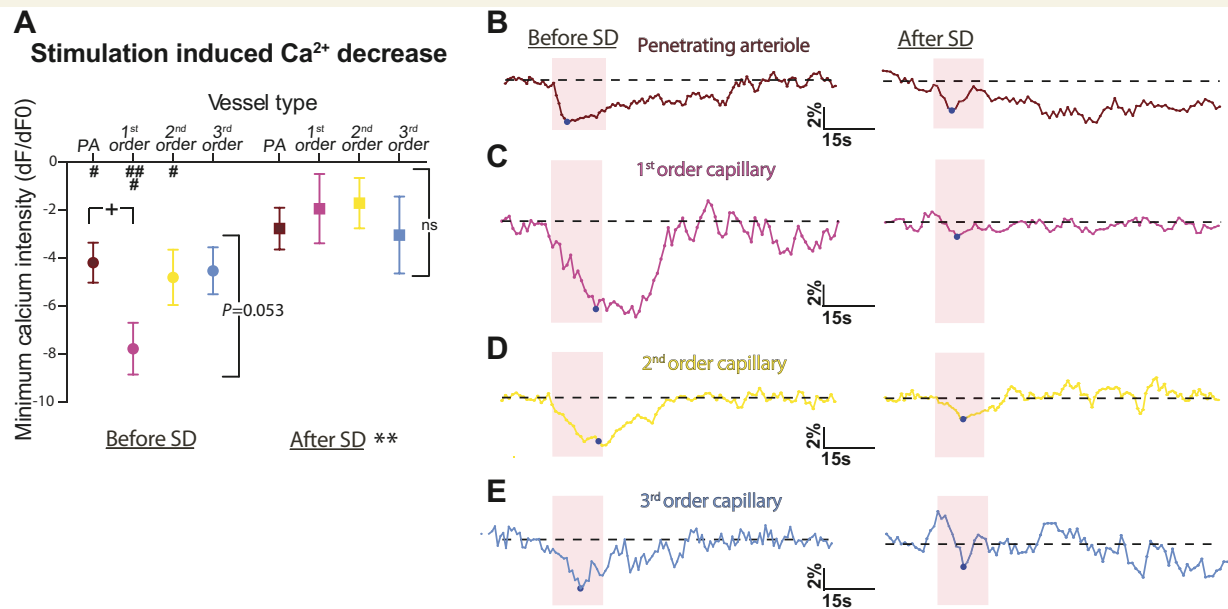 A
Stimulation induced Ca²⁺ decrease
Vessel type
PA 1st order 2nd order 3rd order PA 1st order 2nd order 3rd order
Minimum calcium intensity (dF/dF0)
0
-2
-4
-6
-8
-10
# ## # #
+
P=0.053
ns
Before SD
After SD **
B
Before SD
Penetrating arteriole
After SD
2%
15s
C
1st order capillary
2%
15s
D
2nd order capillary
2%
15s
E
3rd order capillary
2%
15s